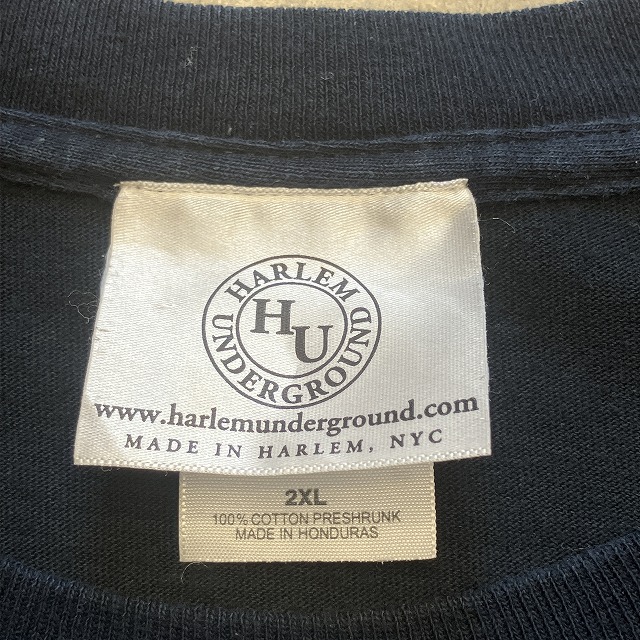 HARLEM
HU
UNDERGROUND
www.harlemunderground.com
MADE IN HARLEM, NYC
2XL
100% COTTON PRESHRUNK
MADE IN HONDURAS